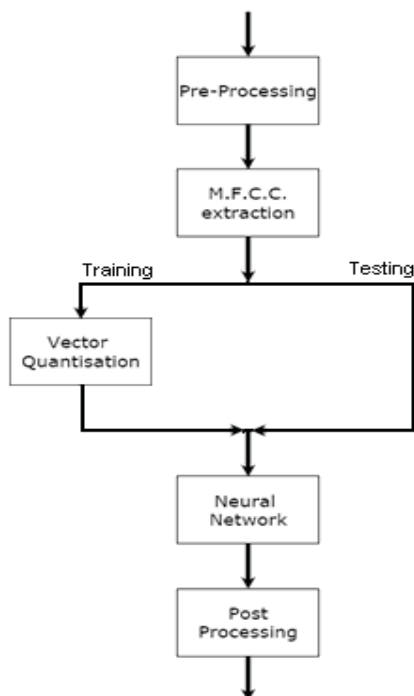 Pre-Processing
M.F.C.C.
extraction
Training
Testing
Vector
Quantisation
Neural
Network
Post
Processing